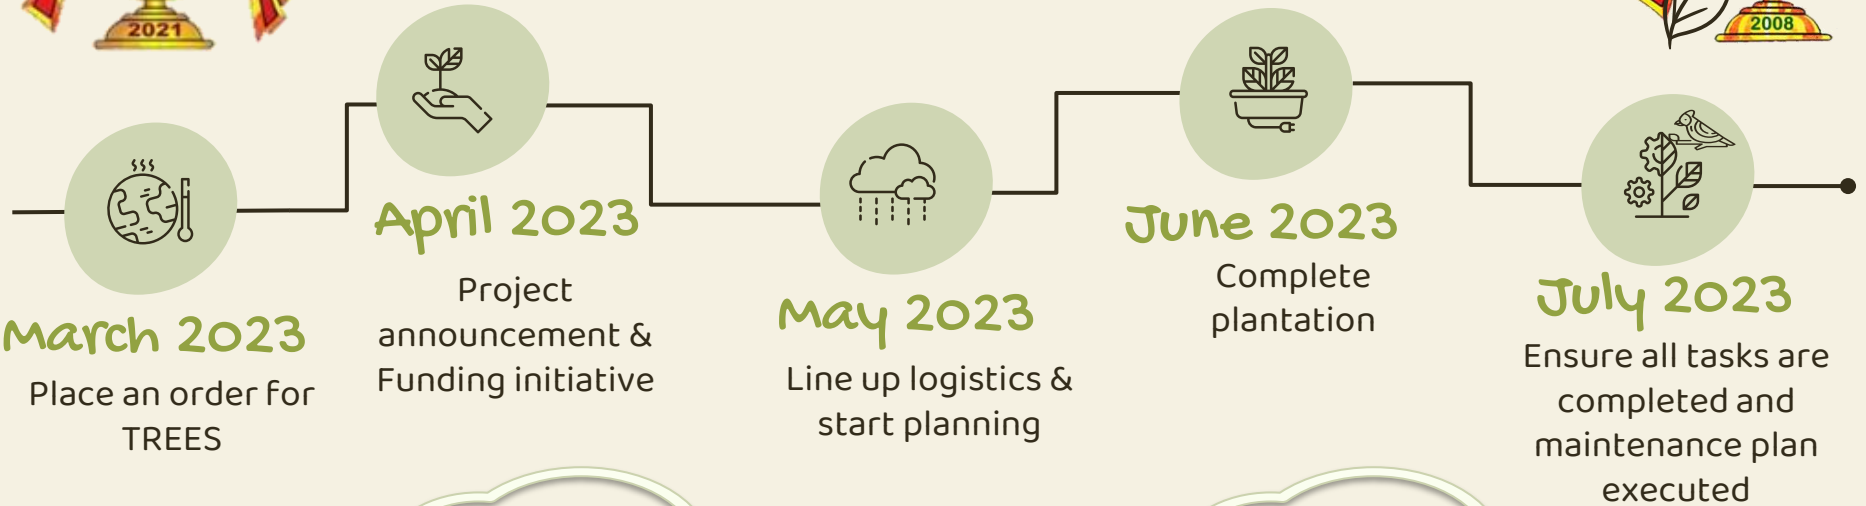 2021
2008
March 2023
Place an order for
TREES
April 2023
Project
announcement &
Funding initiative
May 2023
Line up logistics &
start planning
June 2023
Complete
plantation
July 2023
Ensure all tasks are
completed and
maintenance plan
executed